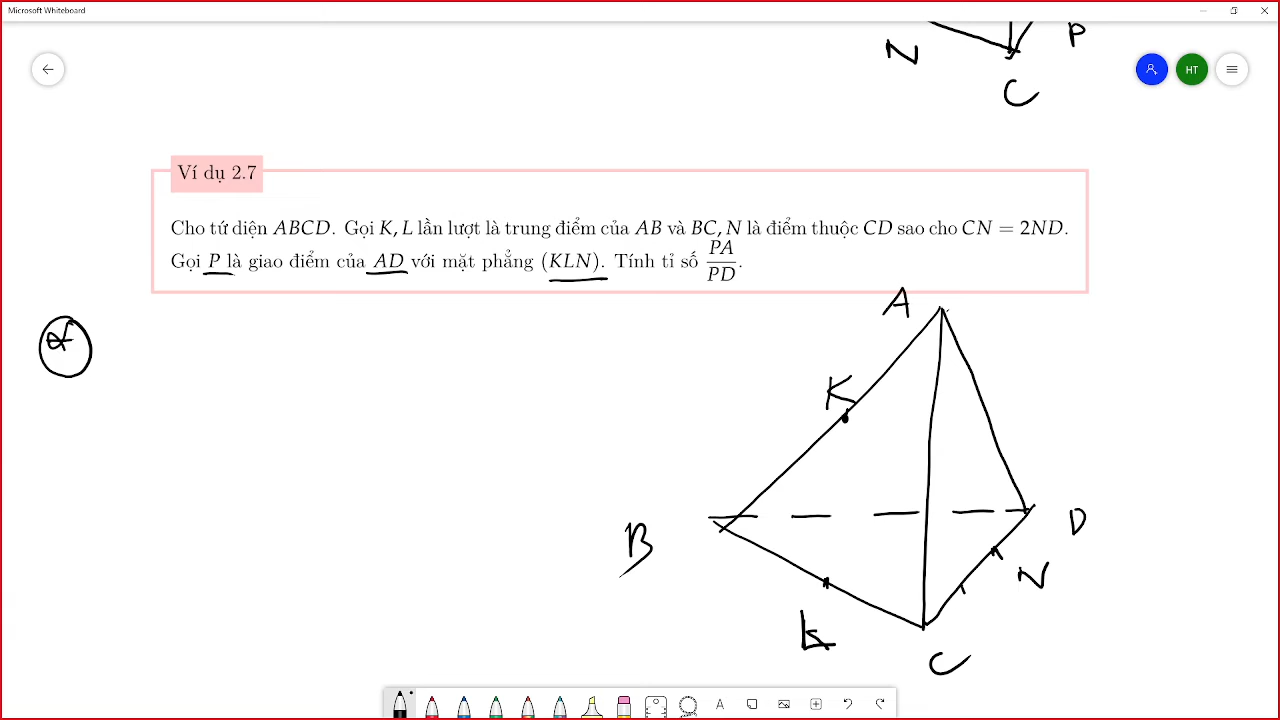 Microsoft Whiteboard
N
P
C
HT
Ví dụ 2.7
Cho tứ diện ABCD. Gọi K, L lần lượt là trung điểm của AB và BC, N là điểm thuộc CD sao cho CN = 2ND.
Gọi P là giao điểm của AD với mặt phẳng (KLN). Tính tỉ số PA/PD.
A
K
B
D
N
C
A